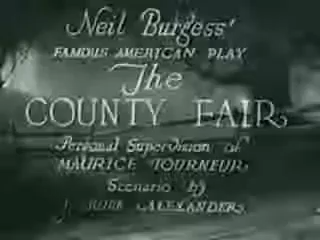 Neil Burgess'
FAMOUS AMERICAN PLAY
The
COUNTY FAIR
Personal Supervision of
MAURICE TOURNEUR
Scenario by
J. ALEXANDER